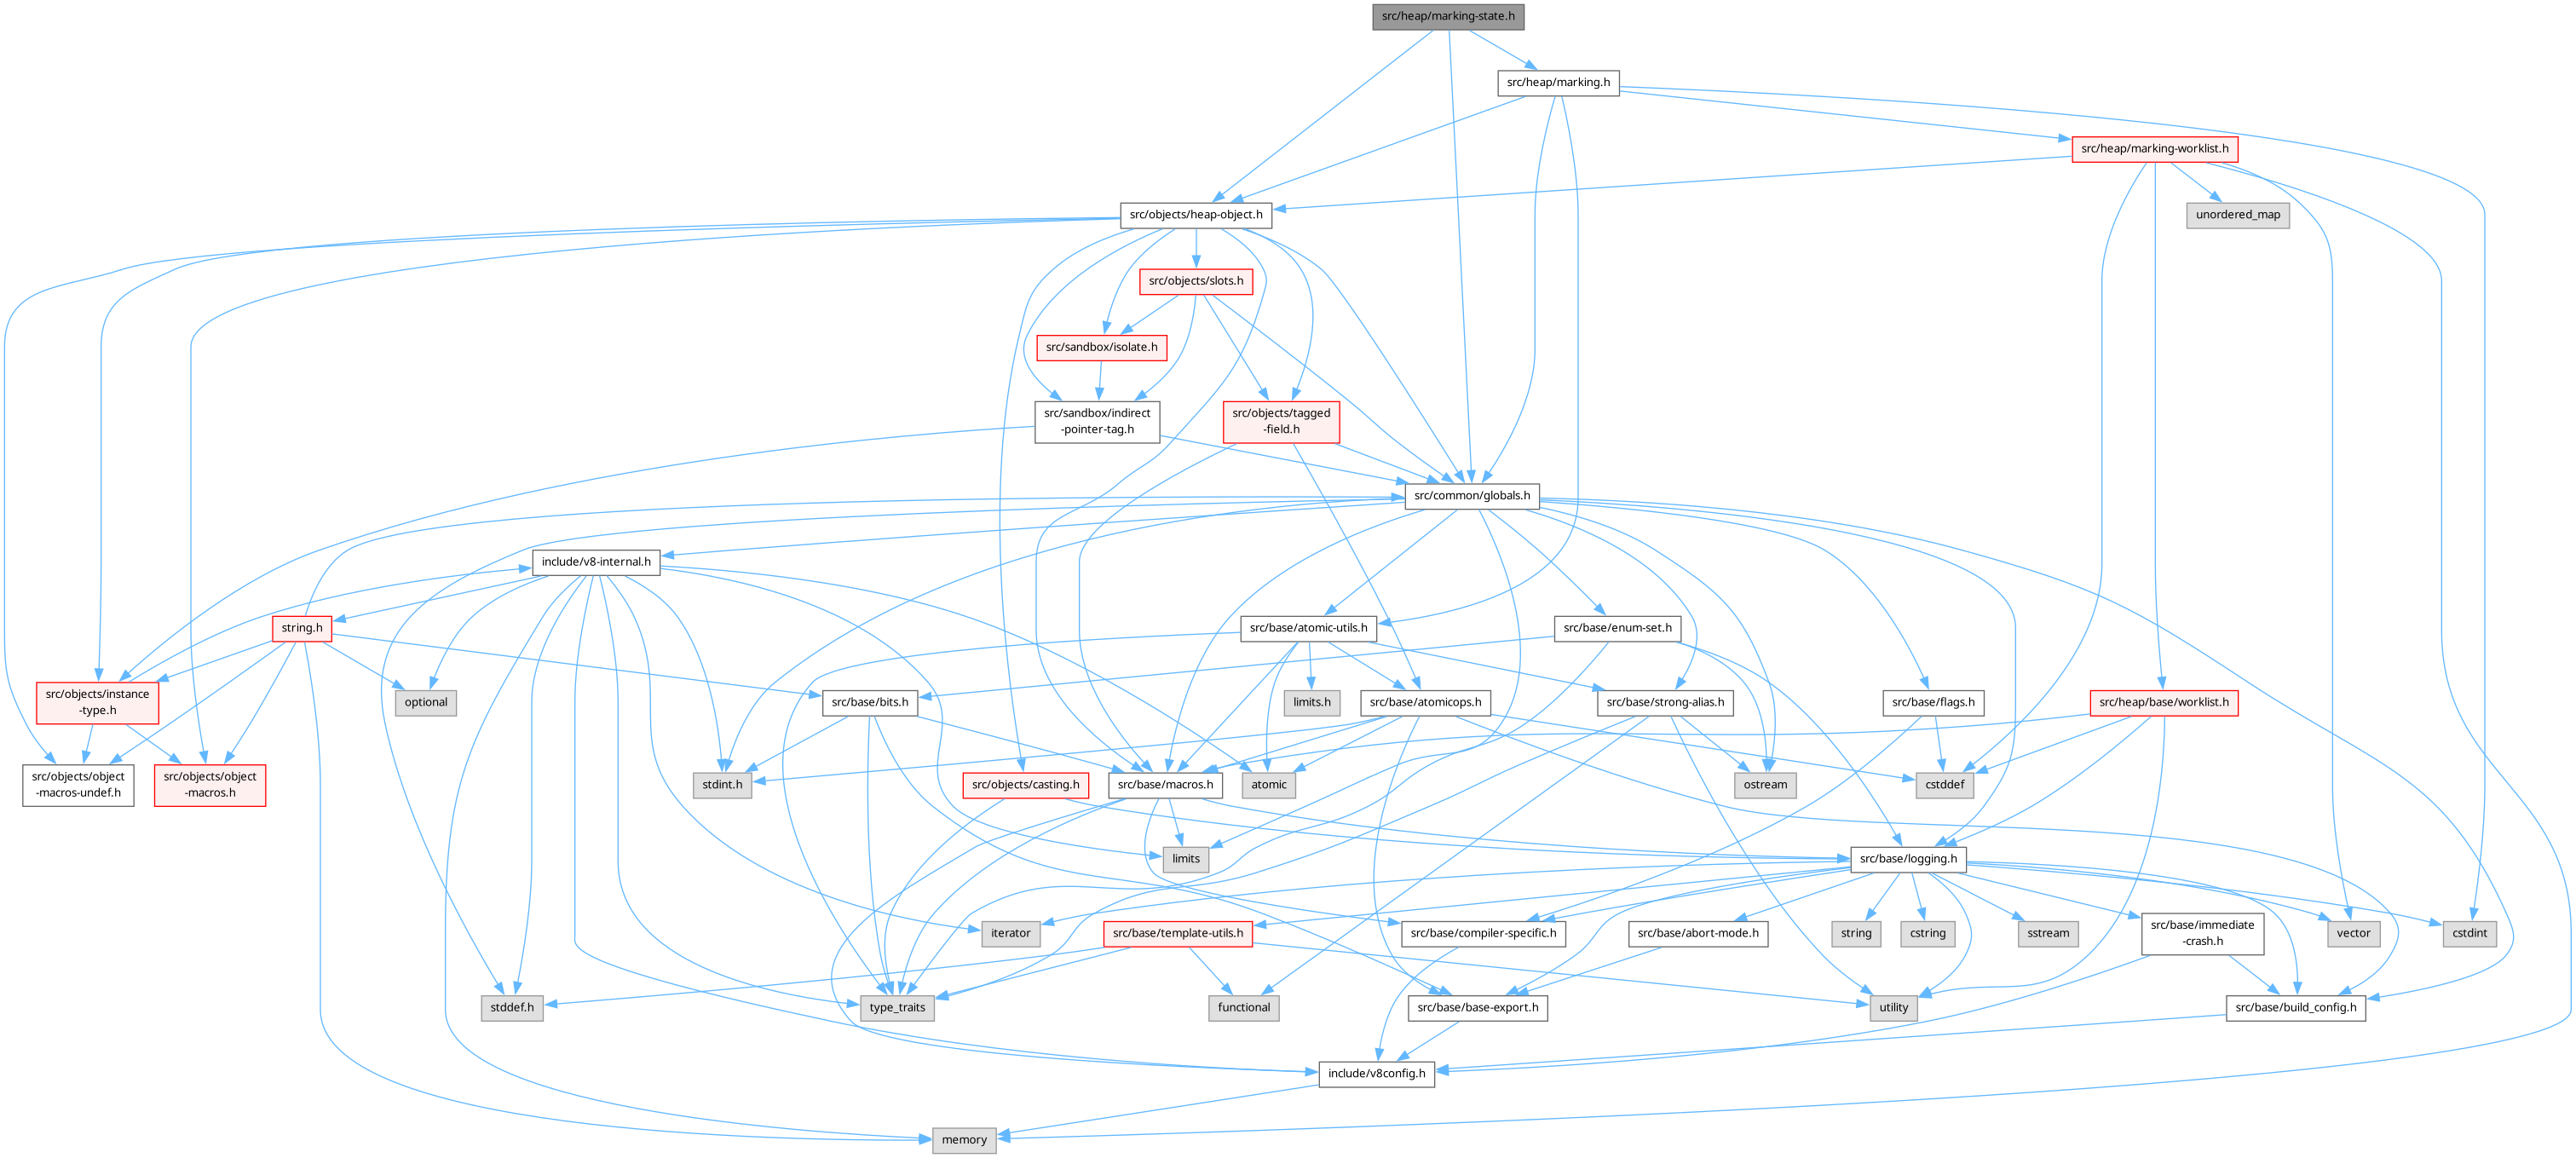 src/heap/marking-state.h
src/heap/marking.h
src/heap/marking-worklist.h
src/objects/heap-object.h
unordered_map
src/objects/slots.h
src/sandbox/isolate.h
src/sandbox/indirect
-pointer-tag.h
src/objects/tagged
-field.h
src/common/globals.h
include/v8-internal.h
string.h
src/base/atomic-utils.h
src/base/enum-set.h
src/objects/instance
-type.h
optional
src/base/bits.h
limits.h
src/base/atomicops.h
src/base/strong-alias.h
src/base/flags.h
src/heap/base/worklist.h
src/objects/object
-macros-undef.h
src/objects/object
-macros.h
stdint.h
src/objects/casting.h
src/base/macros.h
atomic
ostream
cstddef
limits
src/base/logging.h
iterator
src/base/template-utils.h
src/base/compiler-specific.h
src/base/abort-mode.h
string
cstring
sstream
src/base/immediate
-crash.h
vector
cstdint
stddef.h
type_traits
functional
src/base/base-export.h
utility
src/base/build_config.h
include/v8config.h
memory